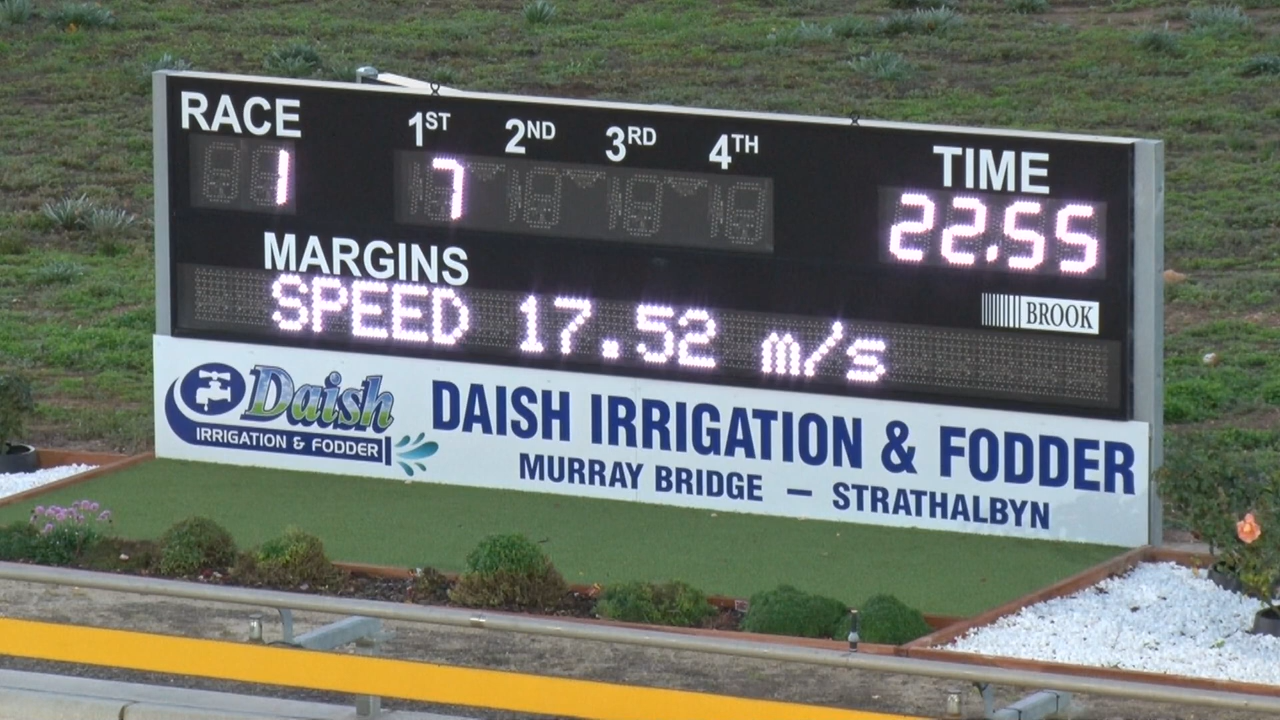 RACE 1ST 2ND 3RD 4TH TIME
1 7 22.55
MARGINS
BROOK
SPEED 17.52 m/s
Daish
IRRIGATION & FODDER
DAISH IRRIGATION & FODDER
MURRAY BRIDGE – STRATHALBYN